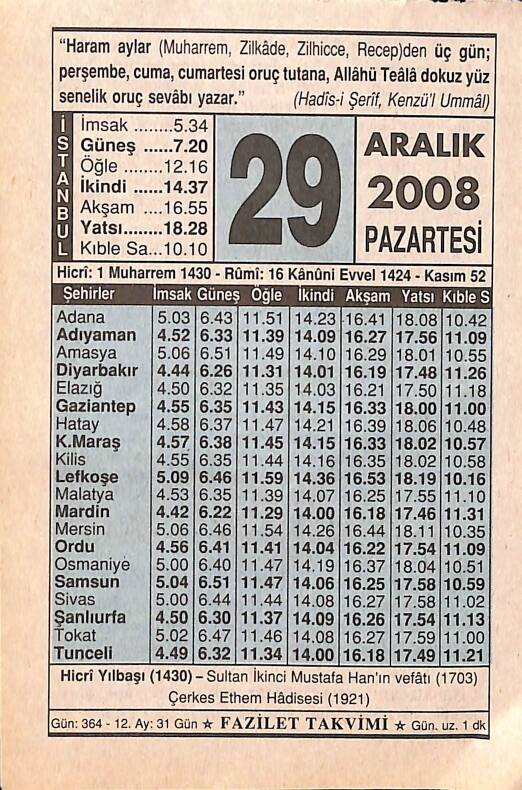 “Haram aylar (Muharrem, Zilkâde, Zilhicce, Recep)den üç gün;
perşembe, cuma, cumartesi oruç tutana, Allâhü Teâlâ dokuz yüz
senelik oruç sevâbı yazar.” (Hadîs-i Şerîf, Kenzü'l Ummâl)
İSTANBUL
İmsak ........5.34
Güneş ......7.20
Öğle ........12.16
İkindi ......14.37
Akşam ....16.55
Yatsı........18.28
Kıble Sa...10.10
29
ARALIK
2008
PAZARTESİ
Hicrî: 1 Muharrem 1430 - Rûmî: 16 Kânûni Evvel 1424 - Kasım 52
Şehirler İmsak Güneş Öğle İkindi Akşam Yatsı Kıble S
Adana 5.03 6.43 11.51 14.23 16.41 18.08 10.42
Adıyaman 4.52 6.33 11.39 14.09 16.27 17.56 11.09
Amasya 5.06 6.51 11.49 14.10 16.29 18.01 10.55
Diyarbakır 4.44 6.26 11.31 14.01 16.19 17.48 11.26
Elazığ 4.50 6.32 11.35 14.03 16.21 17.50 11.18
Gaziantep 4.55 6.35 11.43 14.15 16.33 18.00 11.00
Hatay 4.58 6.37 11.47 14.21 16.39 18.06 10.48
K.Maraş 4.57 6.38 11.45 14.15 16.33 18.02 10.57
Kilis 4.55 6.35 11.44 14.16 16.35 18.02 10.58
Lefkoşe 5.09 6.46 11.59 14.36 16.53 18.19 10.16
Malatya 4.53 6.35 11.39 14.07 16.25 17.55 11.10
Mardin 4.42 6.22 11.29 14.00 16.18 17.46 11.31
Mersin 5.06 6.46 11.54 14.26 16.44 18.11 10.35
Ordu 4.56 6.41 11.41 14.04 16.22 17.54 11.09
Osmaniye 5.00 6.40 11.47 14.19 16.37 18.04 10.51
Samsun 5.04 6.51 11.47 14.06 16.25 17.58 10.59
Sivas 5.00 6.44 11.44 14.08 16.27 17.58 11.02
Şanlıurfa 4.50 6.30 11.37 14.09 16.26 17.54 11.13
Tokat 5.02 6.47 11.46 14.08 16.27 17.59 11.00
Tunceli 4.49 6.32 11.34 14.00 16.18 17.49 11.21
Hicrî Yılbaşı (1430) – Sultan İkinci Mustafa Han'ın vefâtı (1703)
Çerkes Ethem Hâdisesi (1921)
Gün: 364 - 12. Ay: 31 Gün ★ FAZİLET TAKVİMİ ★ Gün. uz. 1 dk